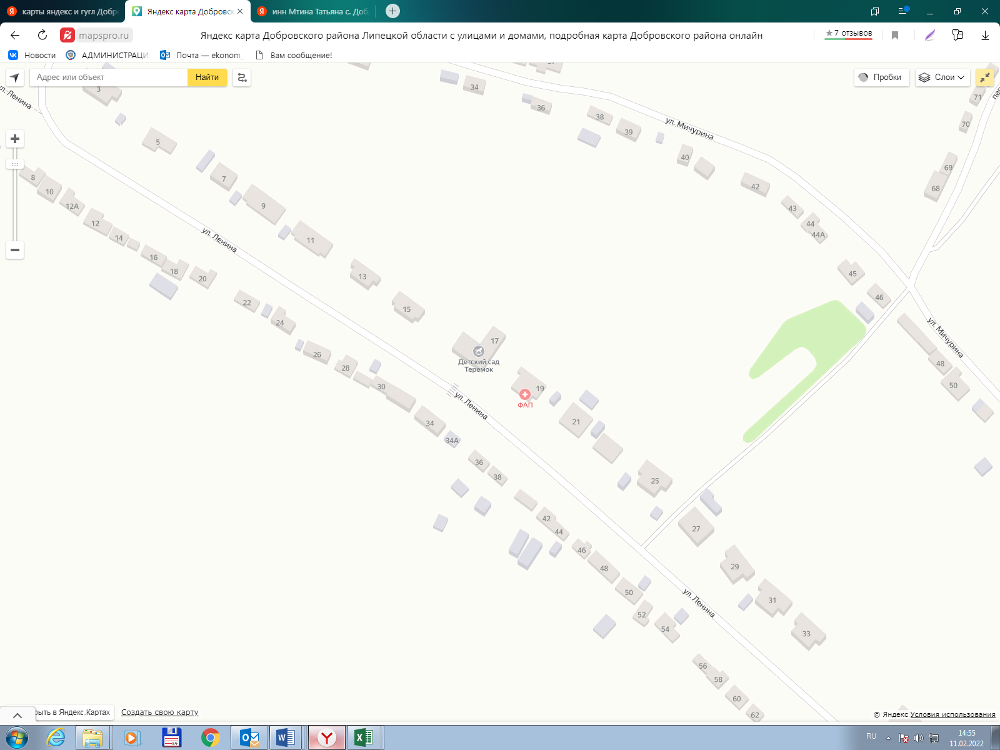 карты яндекс и гугл Добро
Яндекс карта Добровск
инн Мтина Татьяна с. Доб
mapspro.ru
Яндекс карта Добровского района Липецкой области с улицами и домами, подробная карта Добровского района онлайн
★7 отзывов
Новости
АДМИНИСТРАЦИ
Почта — ekonom_
Вам сообщение!
Адрес или объект
Найти
Пробки
Слои
ул. Ленина
3
34
36
38
39
ул. Мичурина
71
70
5
7
9
11
40
42
43
44
44А
69
68
8
10
12А
12
14
16
18
20
ул. Ленина
13
15
22
24
26
28
30
45
46
17
Детский сад
Теремок
19
ФАП
21
25
ул. Мичурина
48
50
ул. Ленина
34
34А
36
38
42
44
46
48
50
52
54
27
29
31
33
ул. Ленина
56
58
60
62
рыть в Яндекс.Картах
Создать свою карту
© Яндекс Условия использования
RU
14:55
11.02.2022